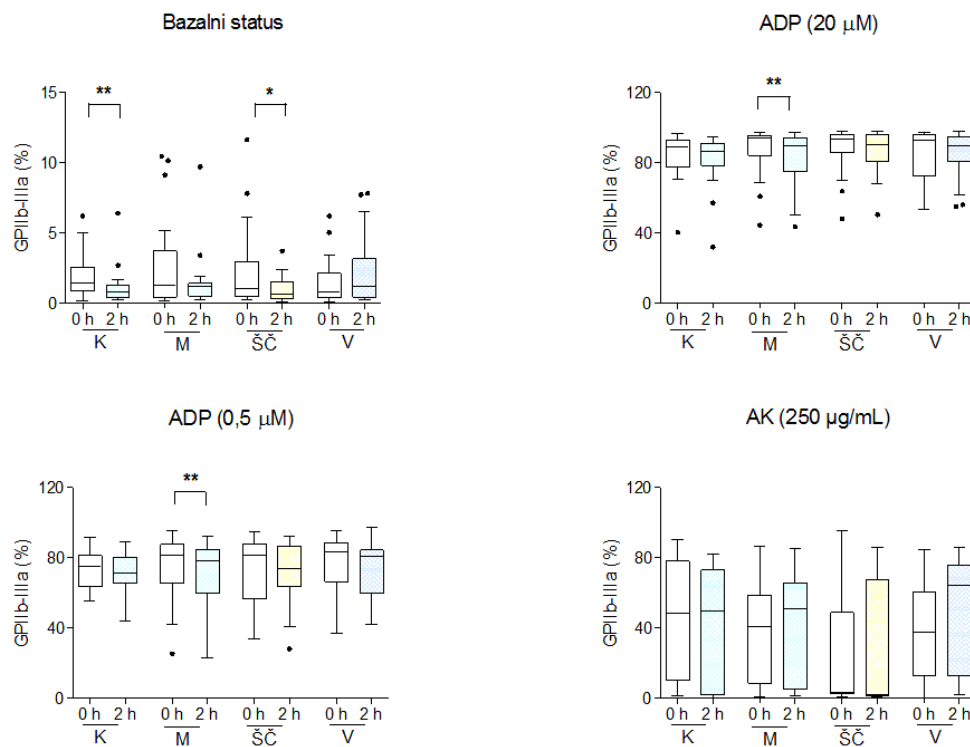 Bazalni status
15
10
5
0
GPIIb-IIIa (%)
**
*
0 h 2 h 0 h 2 h 0 h 2 h 0 h 2 h
K M ŠČ V
ADP (20 µM)
120
80
40
0
GPIIb-IIIa (%)
**
0 h 2 h 0 h 2 h 0 h 2 h 0 h 2 h
K M ŠČ V
ADP (0,5 µM)
120
80
40
0
GPIIb-IIIa (%)
**
0 h 2 h 0 h 2 h 0 h 2 h 0 h 2 h
K M ŠČ V
AK (250 µg/mL)
120
80
40
0
GPIIb-IIIa (%)
0 h 2 h 0 h 2 h 0 h 2 h 0 h 2 h
K M ŠČ V